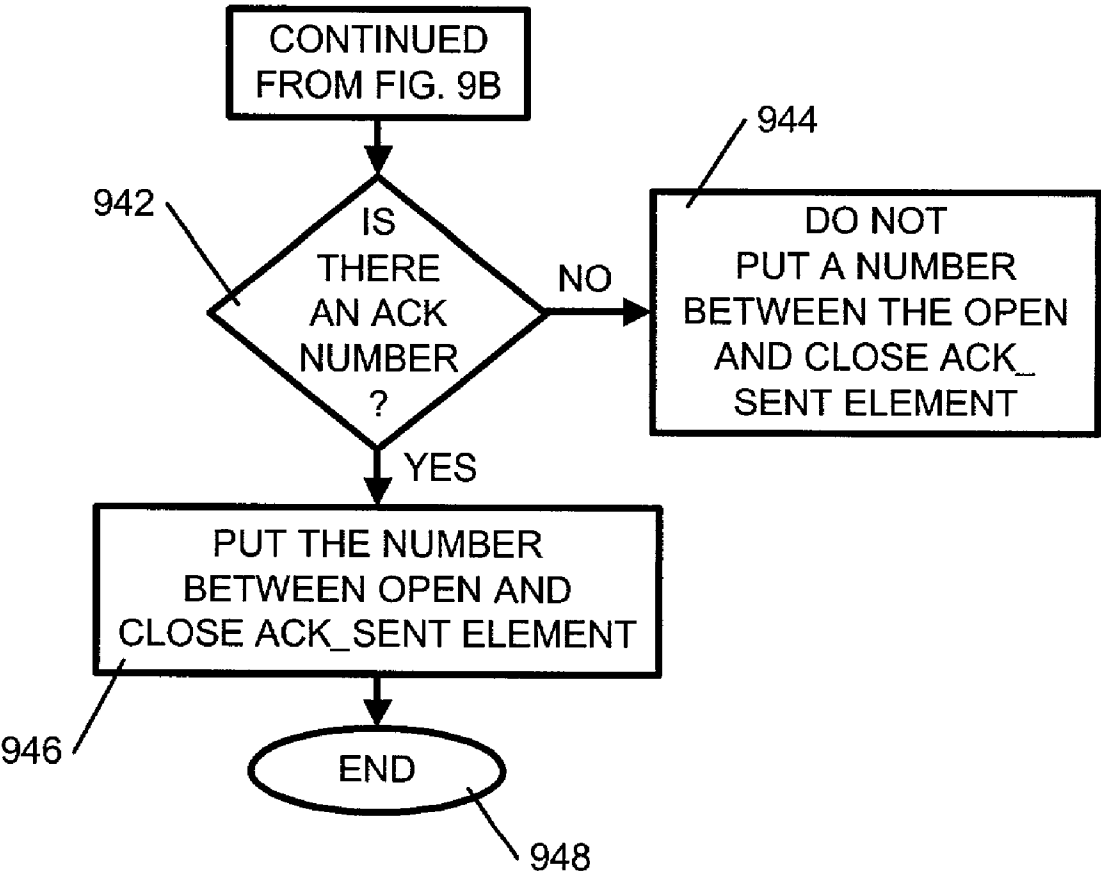 CONTINUED
FROM FIG. 9B
942
IS
THERE
AN ACK
NUMBER
?
NO
944
DO NOT
PUT A NUMBER
BETWEEN THE OPEN
AND CLOSE ACK_
SENT ELEMENT
YES
PUT THE NUMBER
BETWEEN OPEN AND
CLOSE ACK_SENT ELEMENT
946
END
948